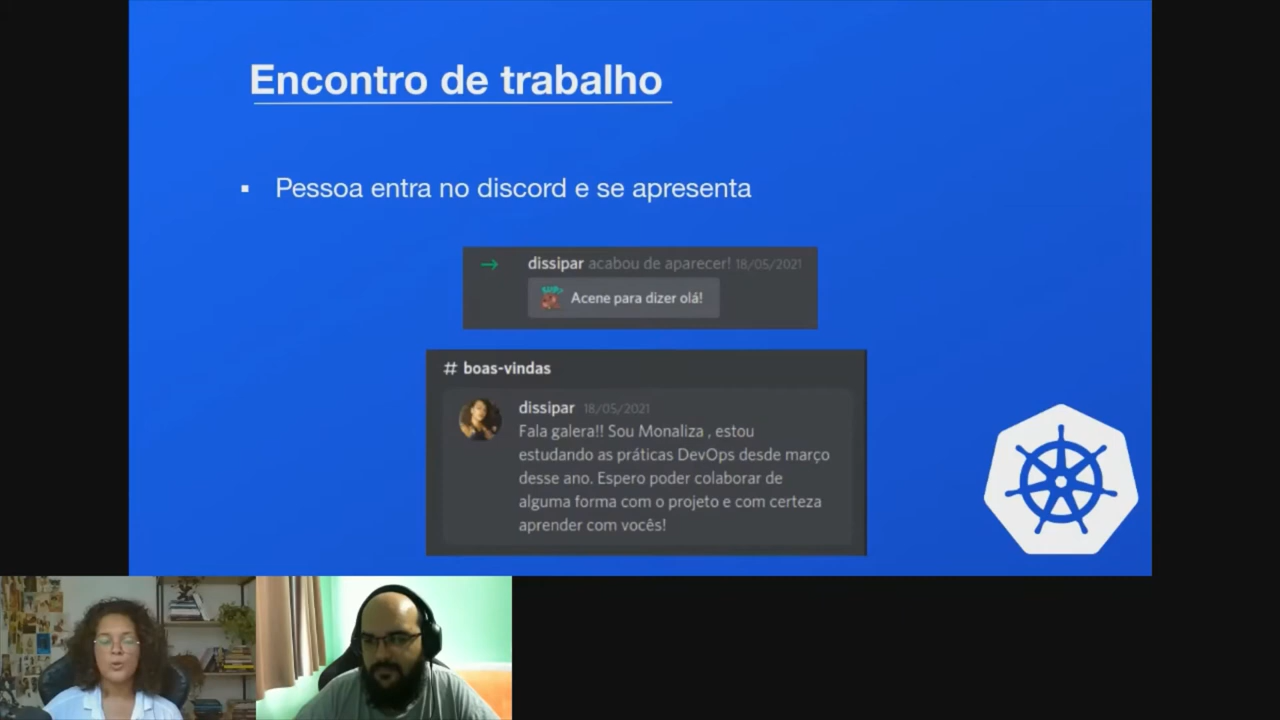 Encontro de trabalho
▪ Pessoa entra no discord e se apresenta
dissipar acabou de aparecer! 18/05/2021
Acene para dizer olá!
# boas-vindas
dissipar 18/05/2021
Fala galera!! Sou Monaliza , estou
estudando as práticas DevOps desde março
desse ano. Espero poder colaborar de
alguma forma com o projeto e com certeza
aprender com vocês!